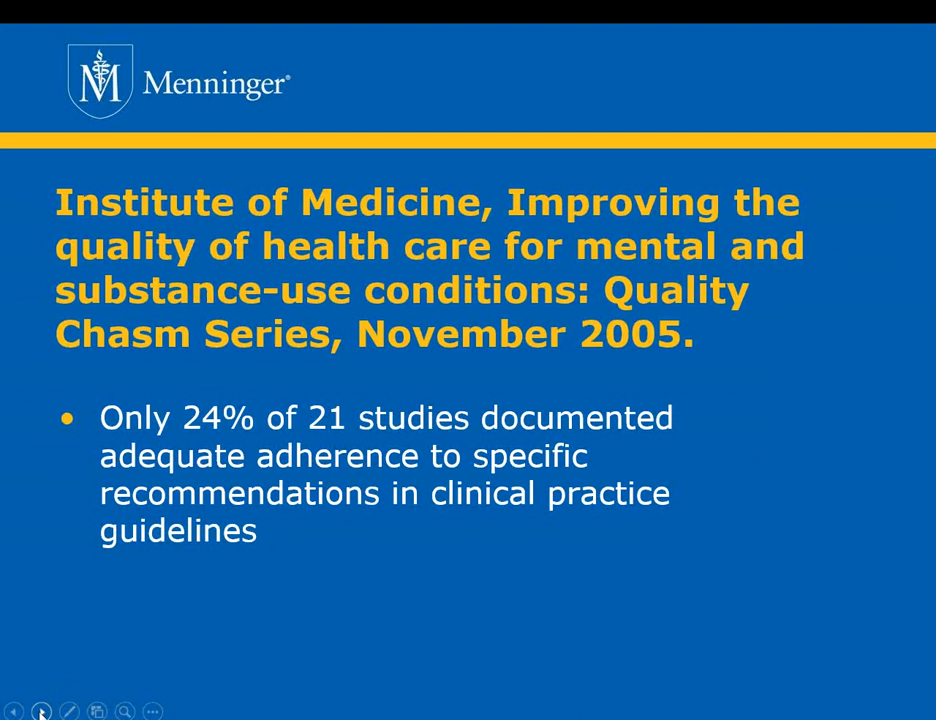 M Menninger®
Institute of Medicine, Improving the
quality of health care for mental and
substance-use conditions: Quality
Chasm Series, November 2005.
• Only 24% of 21 studies documented
adequate adherence to specific
recommendations in clinical practice
guidelines